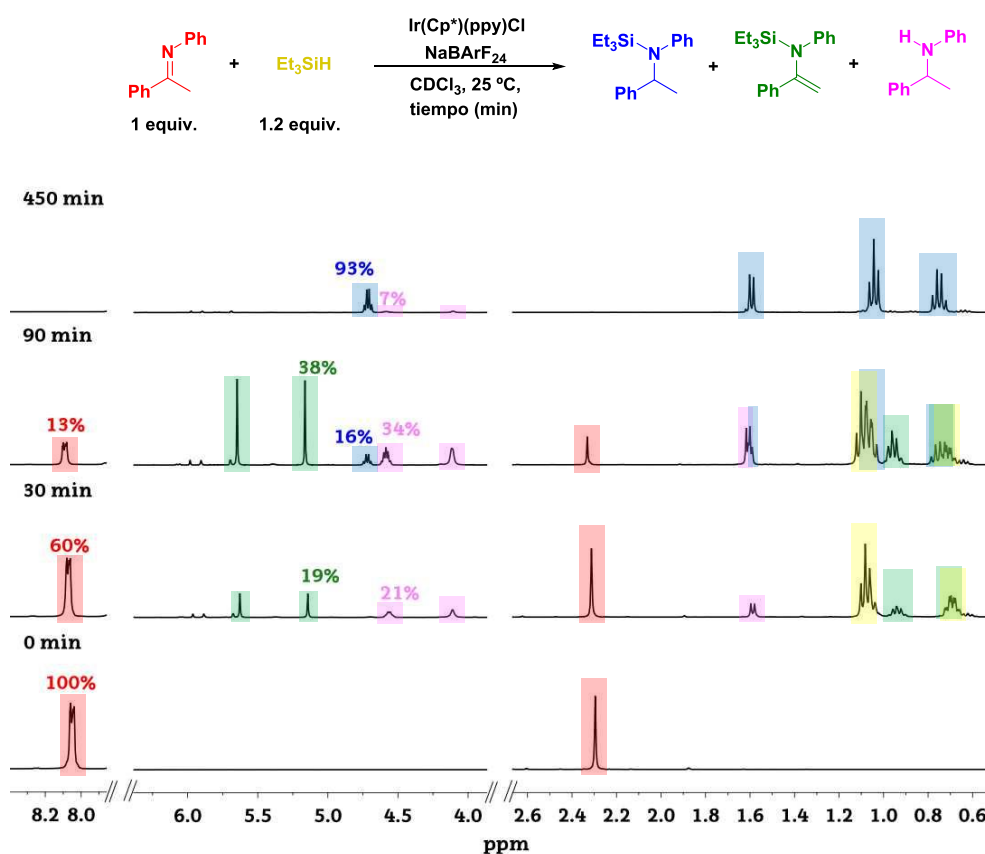 Ph
N
Ph
1 equiv.
+
Et3SiH
1.2 equiv.
Ir(Cp*)(ppy)Cl
NaBArF24
CDCl3, 25 ºC,
tiempo (min)
Et3Si
N
Ph
Ph
+
Et3Si
N
Ph
Ph
+
H
N
Ph
Ph
450 min
93%
7%
90 min
13%
38%
16%
34%
30 min
60%
19%
21%
0 min
100%
8.2 8.0 // // 6.0 5.5 5.0 4.5 4.0 // // 2.6 2.4 2.2 2.0 1.8 1.6 1.4 1.2 1.0 0.8 0.6
ppm